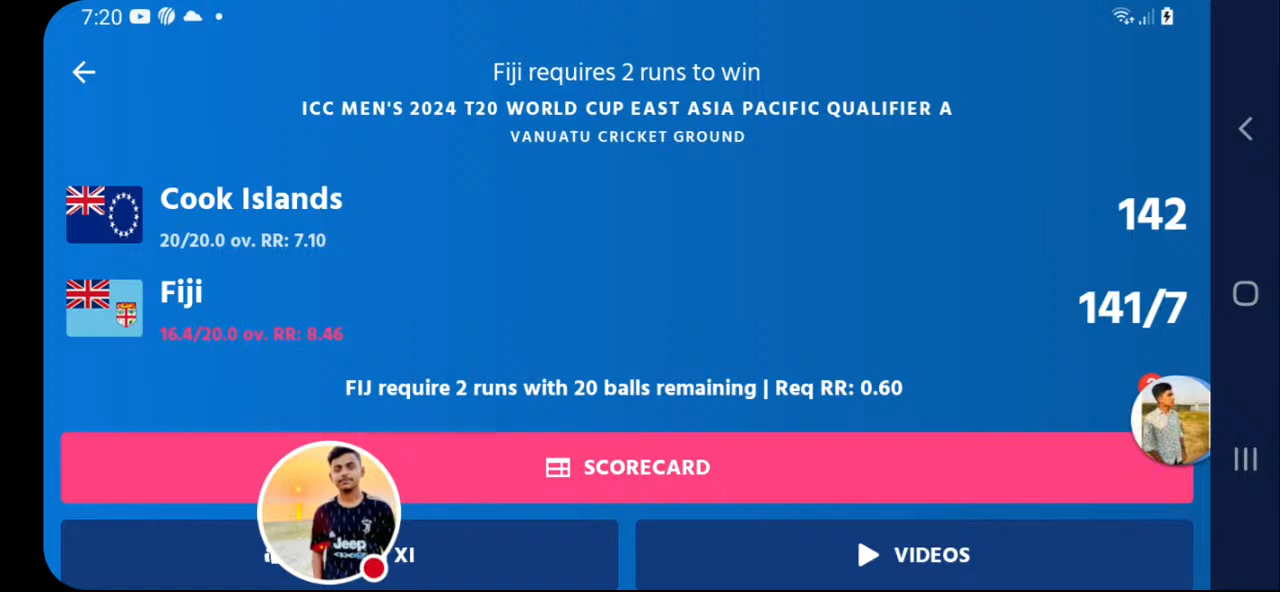 7:20
Fiji requires 2 runs to win
ICC MEN'S 2024 T20 WORLD CUP EAST ASIA PACIFIC QUALIFIER A
VANUATU CRICKET GROUND
Cook Islands
142
20/20.0 ov. RR: 7.10
Fiji
141/7
16.4/20.0 ov. RR: 8.46
FIJ require 2 runs with 20 balls remaining | Req RR: 0.60
SCORECARD
Jeep
XI
VIDEOS